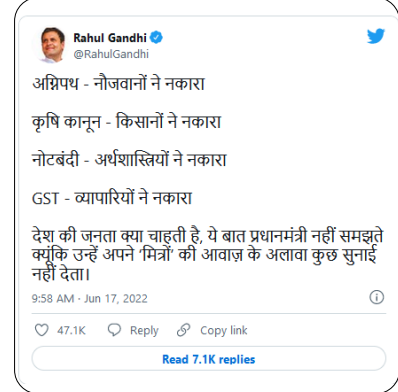 Rahul Gandhi
@RahulGandhi
अग्निपथ - नौजवानों ने नकारा
कृषि कानून - किसानों ने नकारा
नोटबंदी - अर्थशास्त्रियों ने नकारा
GST - व्यापारियों ने नकारा
देश की जनता क्या चाहती है, ये बात प्रधानमंत्री नहीं समझते
क्यूंकि उन्हें अपने ‘मित्रों’ की आवाज़ के अलावा कुछ सुनाई
नहीं देता।
9:58 AM · Jun 17, 2022
47.1K Reply Copy link
Read 7.1K replies